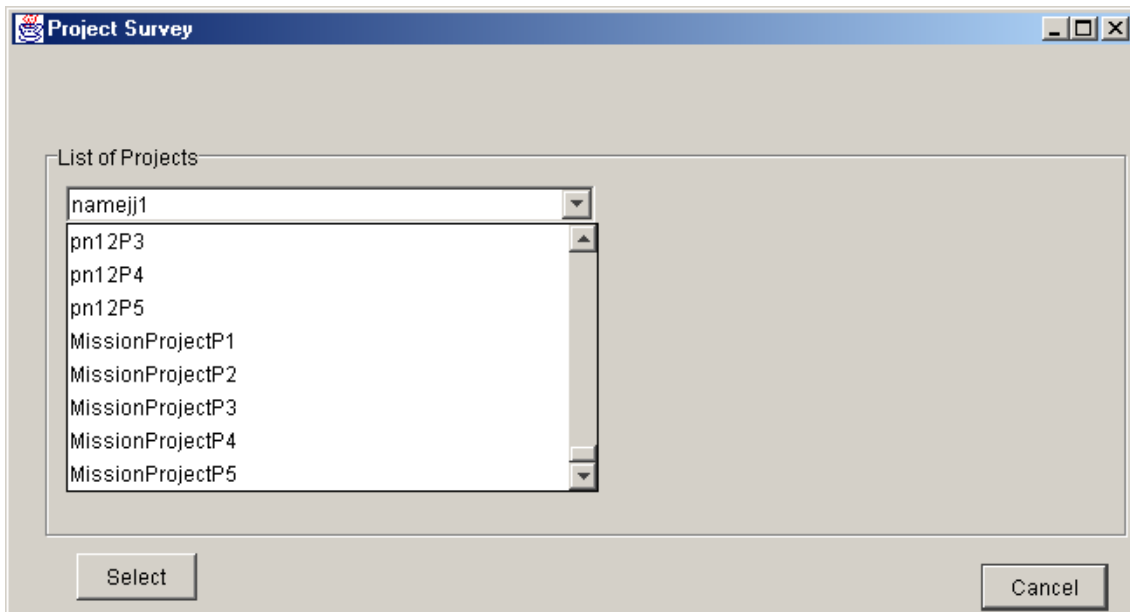 Project Survey
List of Projects
namejj1
pn12P3
pn12P4
pn12P5
MissionProjectP1
MissionProjectP2
MissionProjectP3
MissionProjectP4
MissionProjectP5
Select
Cancel